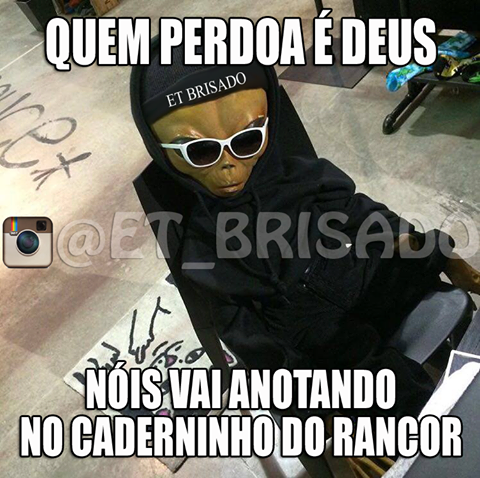 QUEM PERDOA É DEUS
ET BRISADO
@ET_BRISADO
NÓIS VAI ANOTANDO
NO CADERNINHO DO RANCOR